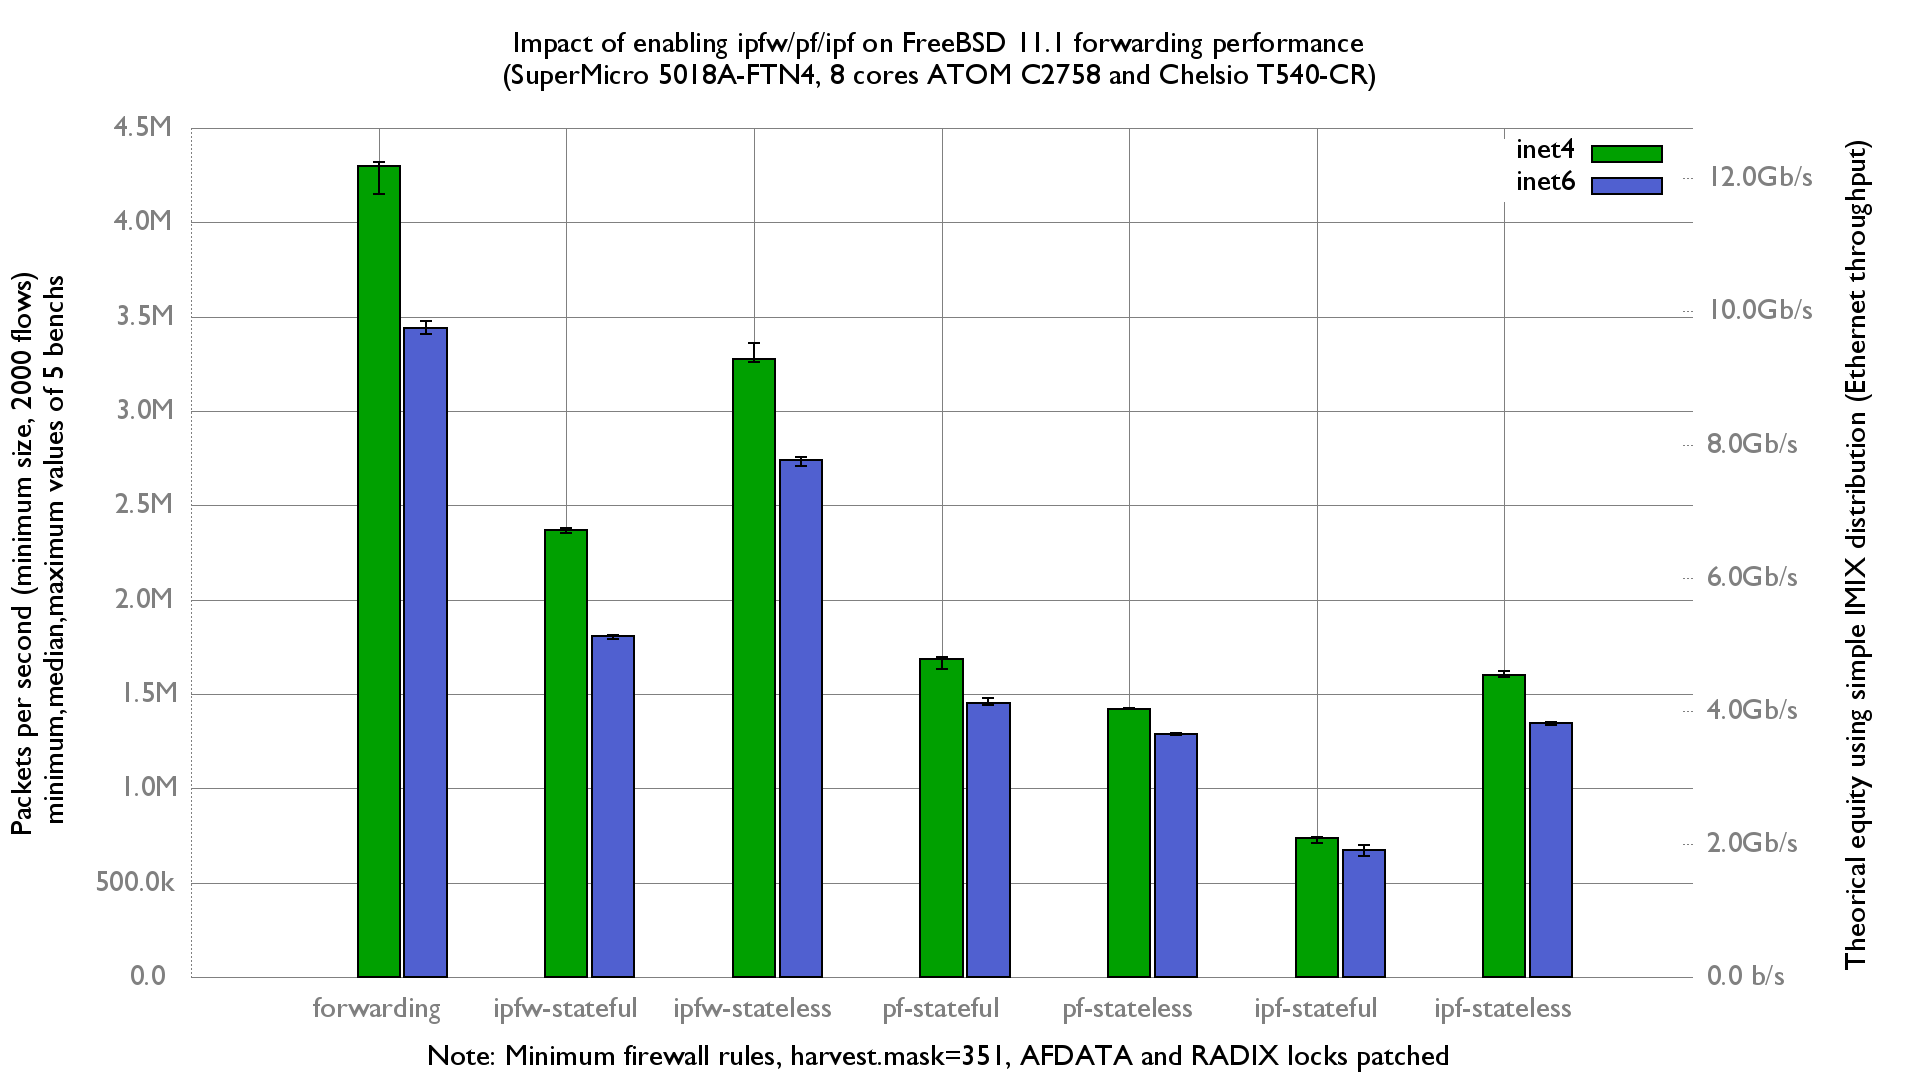 Impact of enabling ipfw/pf/ipf on FreeBSD 11.1 forwarding performance
(SuperMicro 5018A-FTN4, 8 cores ATOM C2758 and Chelsio T540-CR)
Packets per second (minimum size, 2000 flows)
minimum,median,maximum values of 5 benchs
4.5M
4.0M
3.5M
3.0M
2.5M
2.0M
1.5M
1.0M
500.0k
0.0
inet4
inet6
12.0Gb/s
10.0Gb/s
8.0Gb/s
6.0Gb/s
4.0Gb/s
2.0Gb/s
0.0 b/s
Theorical equity using simple IMIX distribution (Ethernet throughput)
forwarding
ipfw-stateful
ipfw-stateless
pf-stateful
pf-stateless
ipf-stateful
ipf-stateless
Note: Minimum firewall rules, harvest.mask=351, AFDATA and RADIX locks patched